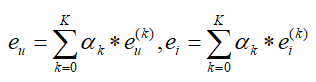 e_u = \sum_{k=0}^{K} \alpha_k * e_u^{(k)}, e_i = \sum_{k=0}^{K} \alpha_k * e_i^{(k)}